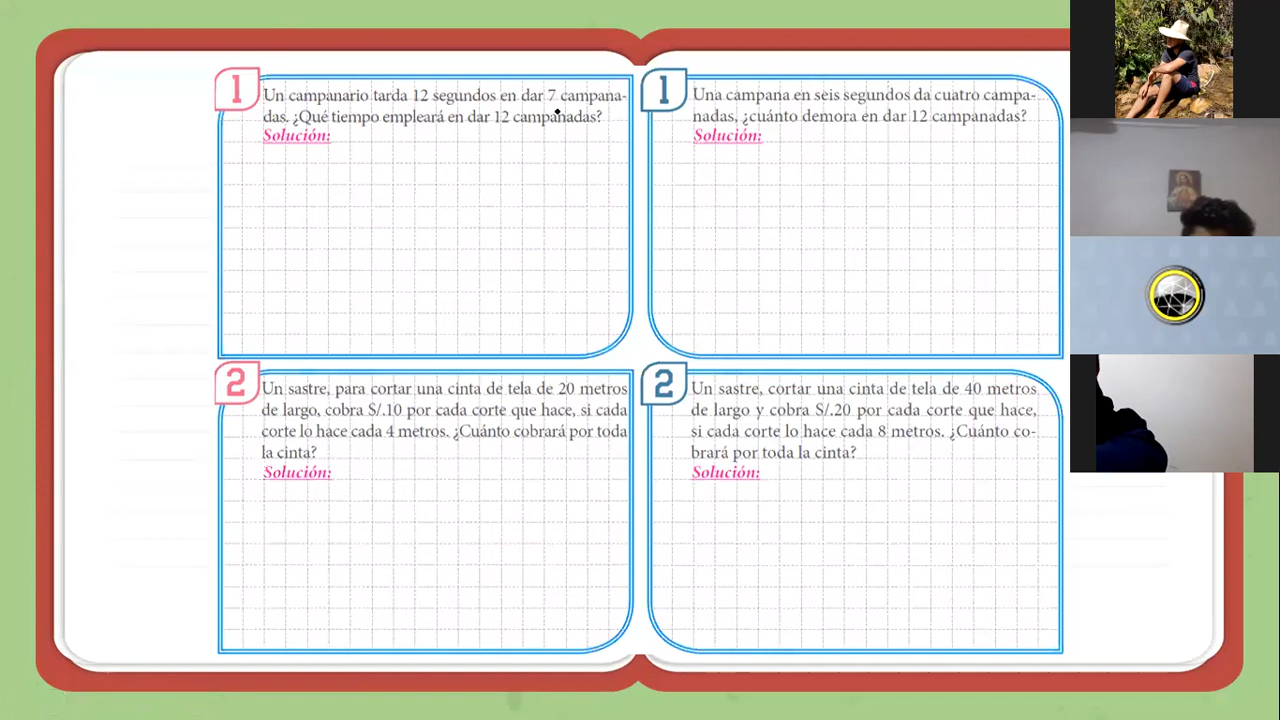 1
Un campanario tarda 12 segundos en dar 7 campana-
das. ¿Qué tiempo empleará en dar 12 campanadas?
Solución:
2
Un sastre, para cortar una cinta de tela de 20 metros
de largo, cobra S/.10 por cada corte que hace, si cada
corte lo hace cada 4 metros. ¿Cuánto cobrará por toda
la cinta?
Solución:
1
Una campana en seis segundos da cuatro campa-
nadas, ¿cuánto demora en dar 12 campanadas?
Solución:
2
Un sastre, cortar una cinta de tela de 40 metros
de largo y cobra S/.20 por cada corte que hace,
si cada corte lo hace cada 8 metros. ¿Cuánto co-
brará por toda la cinta?
Solución: